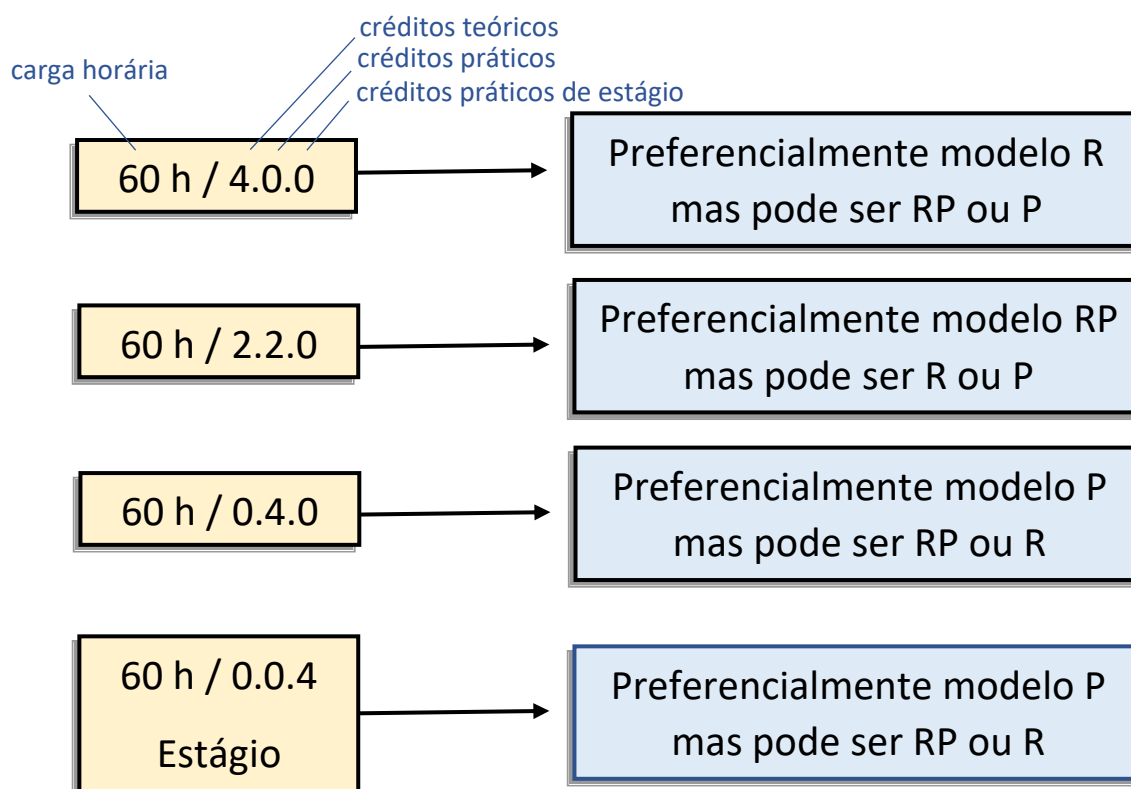 créditos teóricos
créditos práticos
créditos práticos de estágio
carga horária
60 h / 4.0.0
Preferencialmente modelo R
mas pode ser RP ou P
60 h / 2.2.0
Preferencialmente modelo RP
mas pode ser R ou P
60 h / 0.4.0
Preferencialmente modelo P
mas pode ser RP ou R
60 h / 0.0.4
Estágio
Preferencialmente modelo P
mas pode ser RP ou R